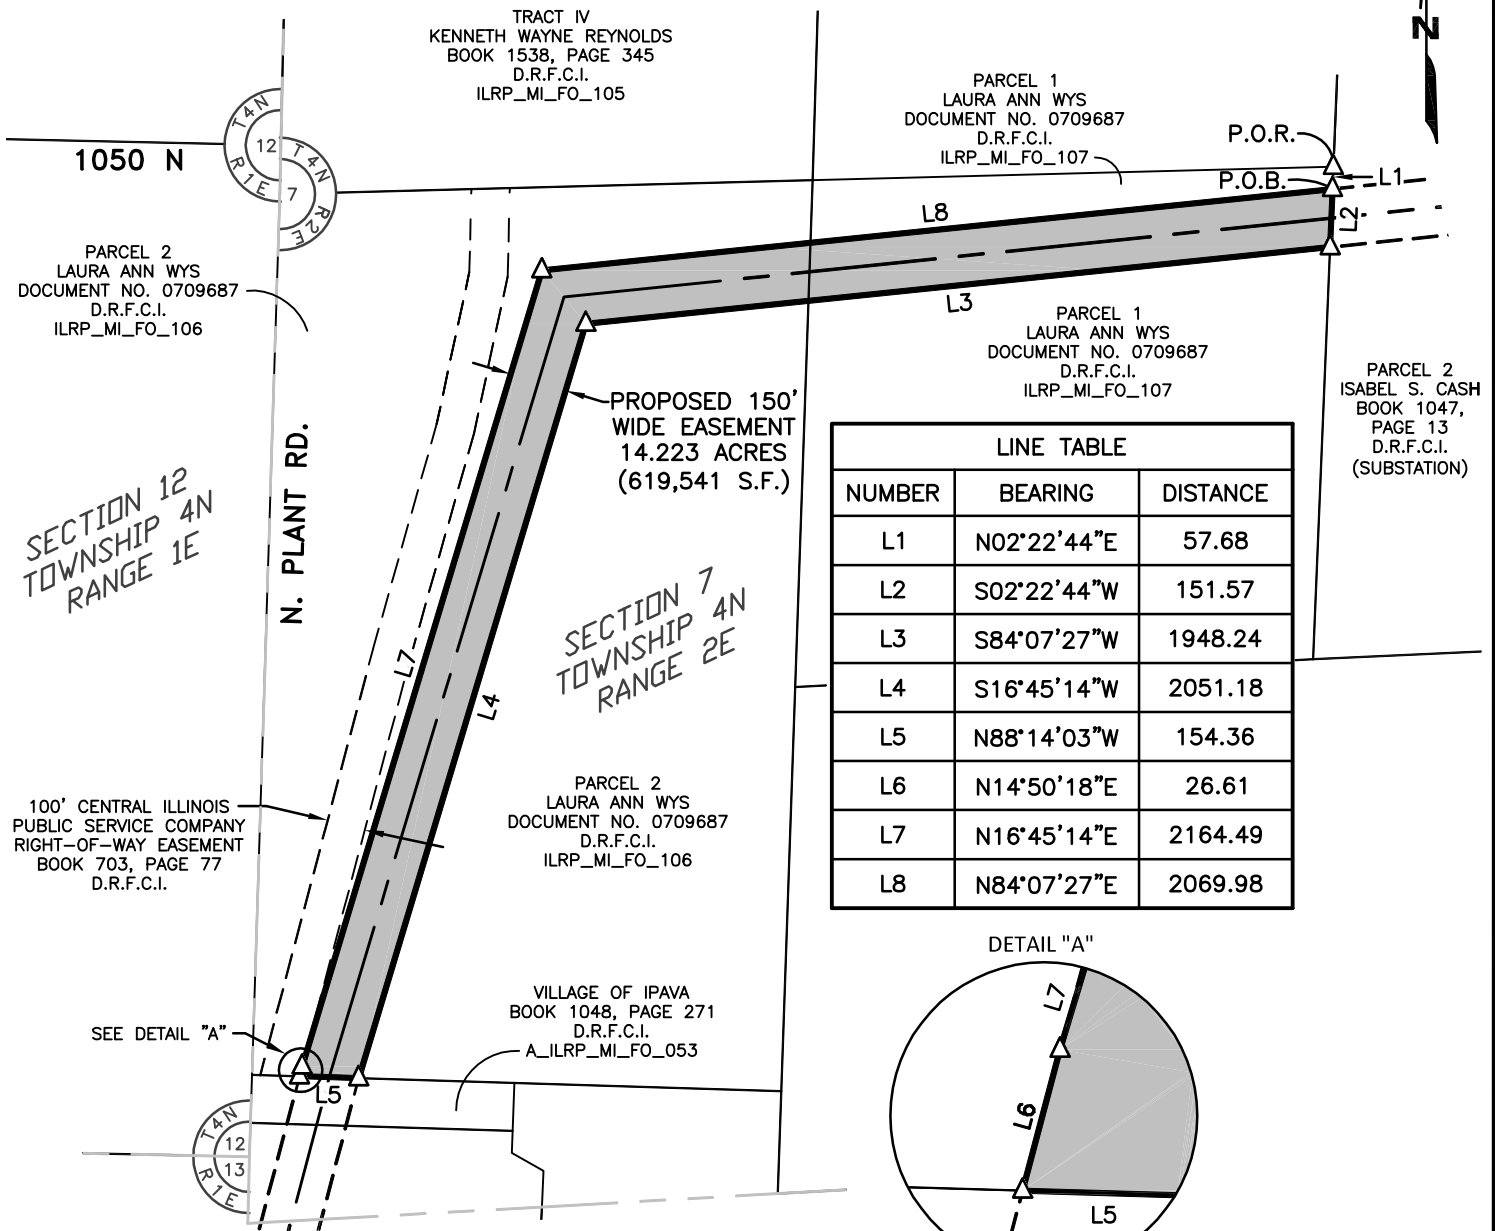 TRACT IV
KENNETH WAYNE REYNOLDS
BOOK 1538, PAGE 345
D.R.F.C.I.
ILRP_MI_FO_105
N
PARCEL 1
LAURA ANN WYS
DOCUMENT NO. 0709687
D.R.F.C.I.
ILRP_MI_FO_107
P.O.R.
P.O.B.
L1
L2
L8
L3
1050 N
T4N
12
R1E
T4N
7
R2E
PARCEL 2
LAURA ANN WYS
DOCUMENT NO. 0709687
D.R.F.C.I.
ILRP_MI_FO_106
PARCEL 1
LAURA ANN WYS
DOCUMENT NO. 0709687
D.R.F.C.I.
ILRP_MI_FO_107
PARCEL 2
ISABEL S. CASH
BOOK 1047,
PAGE 13
D.R.F.C.I.
(SUBSTATION)
PROPOSED 150'
WIDE EASEMENT
14.223 ACRES
(619,541 S.F.)
N. PLANT RD.
SECTION 12
TOWNSHIP 4N
RANGE 1E
SECTION 7
TOWNSHIP 4N
RANGE 2E
L7
L4
LINE TABLE
NUMBER BEARING DISTANCE
L1 N02°22'44"E 57.68
L2 S02°22'44"W 151.57
L3 S84°07'27"W 1948.24
L4 S16°45'14"W 2051.18
L5 N88°14'03"W 154.36
L6 N14°50'18"E 26.61
L7 N16°45'14"E 2164.49
L8 N84°07'27"E 2069.98
100' CENTRAL ILLINOIS
PUBLIC SERVICE COMPANY
RIGHT-OF-WAY EASEMENT
BOOK 703, PAGE 77
D.R.F.C.I.
PARCEL 2
LAURA ANN WYS
DOCUMENT NO. 0709687
D.R.F.C.I.
ILRP_MI_FO_106
VILLAGE OF IPAVA
BOOK 1048, PAGE 271
D.R.F.C.I.
A_ILRP_MI_FO_053
SEE DETAIL "A"
L5
T4N
12
13
R1E
DETAIL "A"
L7
L6
L5